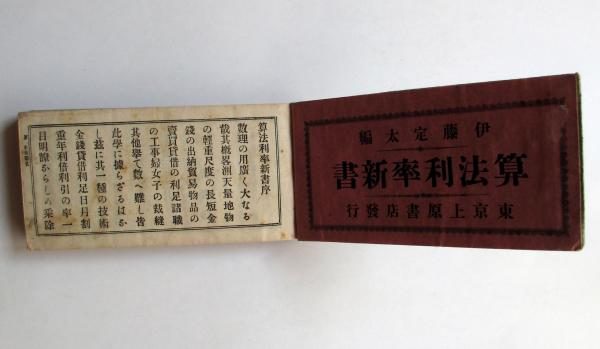 伊藤定太編
算法利率新書
東京上原書店發行
算法利率新書序
數理の用廣く大なる
哉其概畧測天量地物
の輕重尺度の長短金
錢の出納貿易物品の
賣買貸借の利足諸職
の工事婦女子の裁縫
其他擧て數へ難し皆
此學に據らざるはな
し茲に其一種の技術
金錢貸借利足日月割
重年利倍利引の率一
目明瞭ならしめ乘除